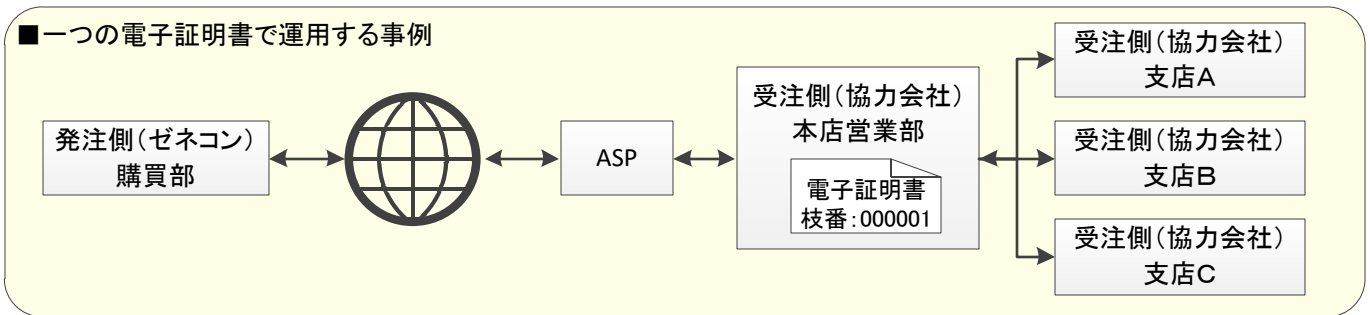 ■一つの電子証明書で運用する事例
発注側（ゼネコン）
購買部
ASP
受注側（協力会社）
本店営業部
電子証明書
枝番：000001
受注側（協力会社）
支店Ａ
受注側（協力会社）
支店Ｂ
受注側（協力会社）
支店Ｃ